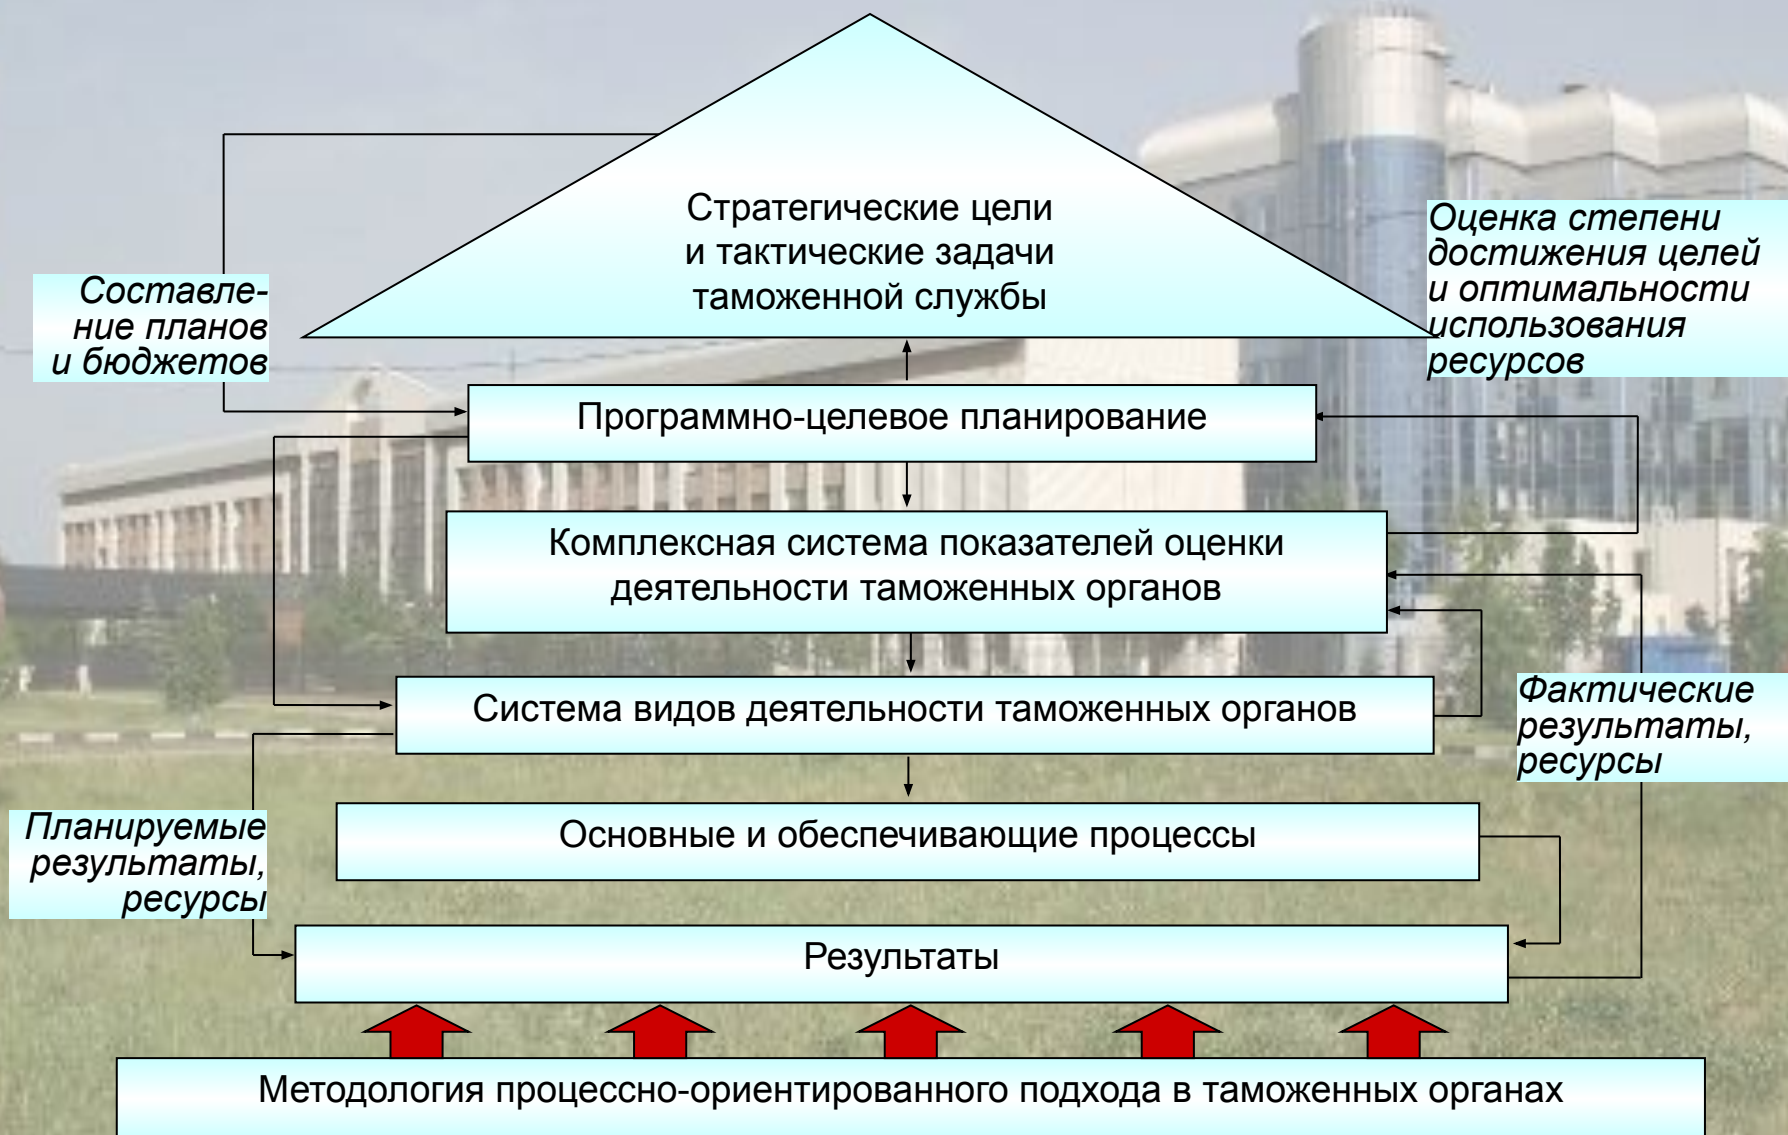 Стратегические цели
и тактические задачи
таможенной службы
Составле-
ние планов
и бюджетов
Оценка степени
достижения целей
и оптимальности
использования
ресурсов
Программно-целевое планирование
Комплексная система показателей оценки
деятельности таможенных органов
Система видов деятельности таможенных органов
Фактические
результаты,
ресурсы
Основные и обеспечивающие процессы
Планируемые
результаты,
ресурсы
Результаты
Методология процессно-ориентированного подхода в таможенных органах